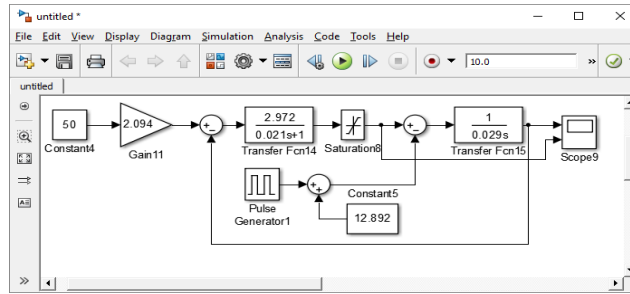 untitled *
File Edit View Display Diagram Simulation Analysis Code Tools Help
10.0
»
untitled
50
Constant4
2.094
Gain11
2.972
0.021s+1
Transfer Fcn14
Saturation8
1
0.029s
Transfer Fcn15
Scope9
Pulse
Generator1
Constant5
12.892
»